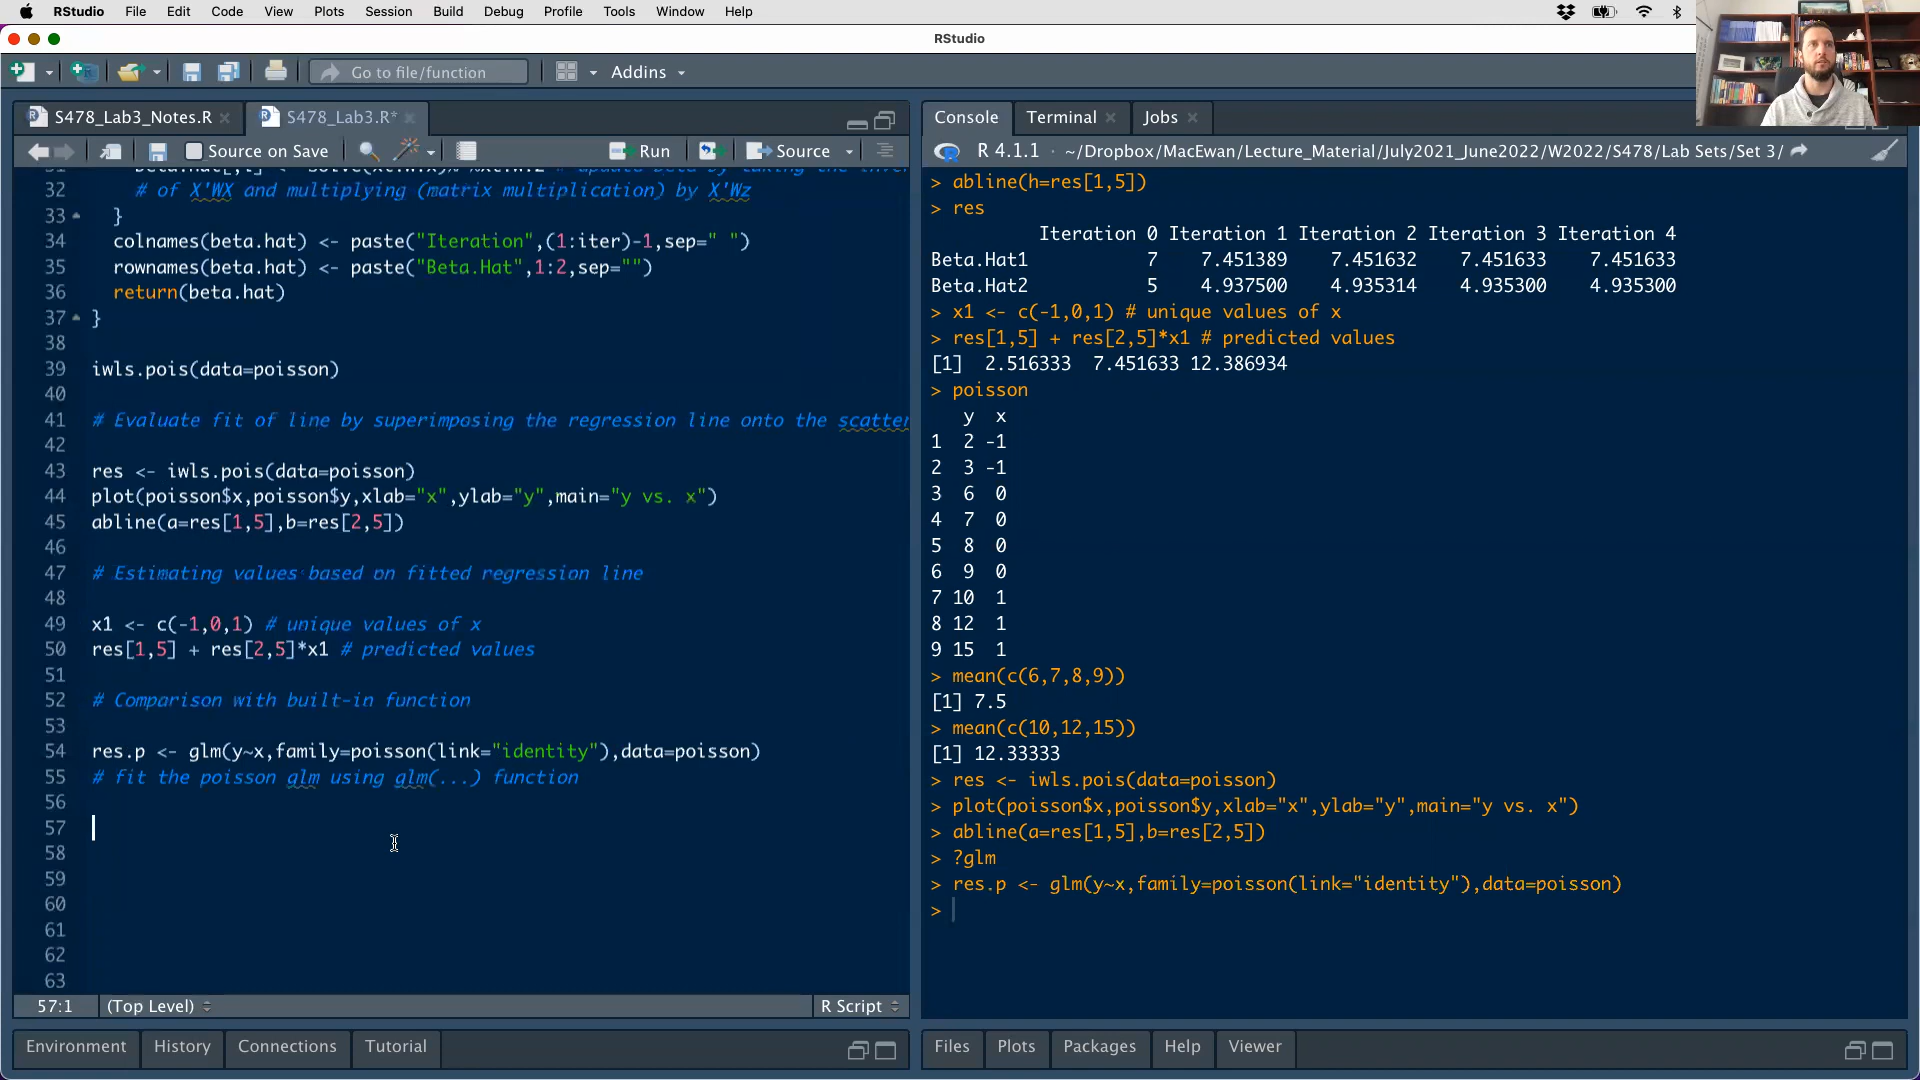 RStudio File Edit Code View Plots Session Build Debug Profile Tools Window Help
RStudio
Go to file/function Addins
S478_Lab3_Notes.R S478_Lab3.R*
Source on Save Run Source
32 # of X'WX and multiplying (matrix multiplication) by X'Wz
33 }
34 colnames(beta.hat) <- paste("Iteration",(1:iter)-1,sep=" ")
35 rownames(beta.hat) <- paste("Beta.Hat",1:2,sep="")
36 return(beta.hat)
37 }
38
39 iwls.pois(data=poisson)
40
41 # Evaluate fit of line by superimposing the regression line onto the scatter
42
43 res <- iwls.pois(data=poisson)
44 plot(poisson$x,poisson$y,xlab="x",ylab="y",main="y vs. x")
45 abline(a=res[1,5],b=res[2,5])
46
47 # Estimating values based on fitted regression line
48
49 x1 <- c(-1,0,1) # unique values of x
50 res[1,5] + res[2,5]*x1 # predicted values
51
52 # Comparison with built-in function
53
54 res.p <- glm(y~x,family=poisson(link="identity"),data=poisson)
55 # fit the poisson glm using glm(...) function
56
57
58
59
60
61
62
63
57:1 (Top Level) R Script
Environment History Connections Tutorial
Console Terminal Jobs
R 4.1.1 · ~/Dropbox/MacEwan/Lecture_Material/July2021_June2022/W2022/S478/Lab Sets/Set 3/
> abline(h=res[1,5])
> res
Iteration 0 Iteration 1 Iteration 2 Iteration 3 Iteration 4
Beta.Hat1 7 7.451389 7.451632 7.451633 7.451633
Beta.Hat2 5 4.937500 4.935314 4.935300 4.935300
> x1 <- c(-1,0,1) # unique values of x
> res[1,5] + res[2,5]*x1 # predicted values
[1] 2.516333 7.451633 12.386934
> poisson
y x
1 2 -1
2 3 -1
3 6 0
4 7 0
5 8 0
6 9 0
7 10 1
8 12 1
9 15 1
> mean(c(6,7,8,9))
[1] 7.5
> mean(c(10,12,15))
[1] 12.33333
> res <- iwls.pois(data=poisson)
> plot(poisson$x,poisson$y,xlab="x",ylab="y",main="y vs. x")
> abline(a=res[1,5],b=res[2,5])
> ?glm
> res.p <- glm(y~x,family=poisson(link="identity"),data=poisson)
>
Files Plots Packages Help Viewer